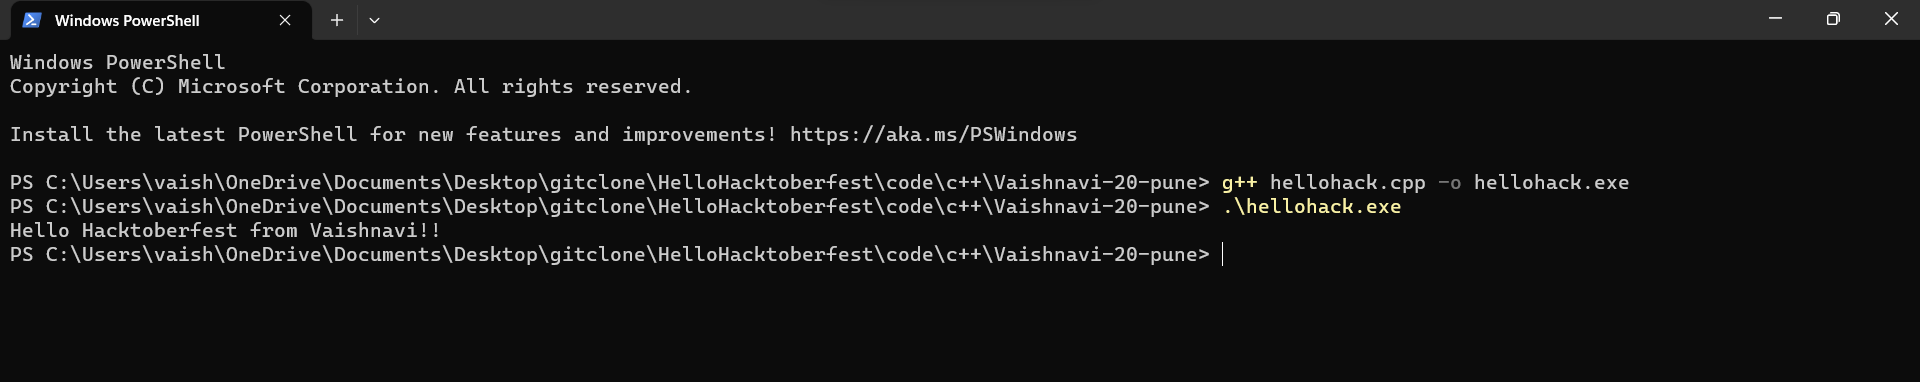 Windows PowerShell
Windows PowerShell
Copyright (C) Microsoft Corporation. All rights reserved.
Install the latest PowerShell for new features and improvements! https://aka.ms/PSWindows
PS C:\Users\vaish\OneDrive\Documents\Desktop\gitclone\HelloHacktoberfest\code\c++\Vaishnavi-20-pune> g++ hellohack.cpp -o hellohack.exe
PS C:\Users\vaish\OneDrive\Documents\Desktop\gitclone\HelloHacktoberfest\code\c++\Vaishnavi-20-pune> .\hellohack.exe
Hello Hacktoberfest from Vaishnavi!!
PS C:\Users\vaish\OneDrive\Documents\Desktop\gitclone\HelloHacktoberfest\code\c++\Vaishnavi-20-pune>